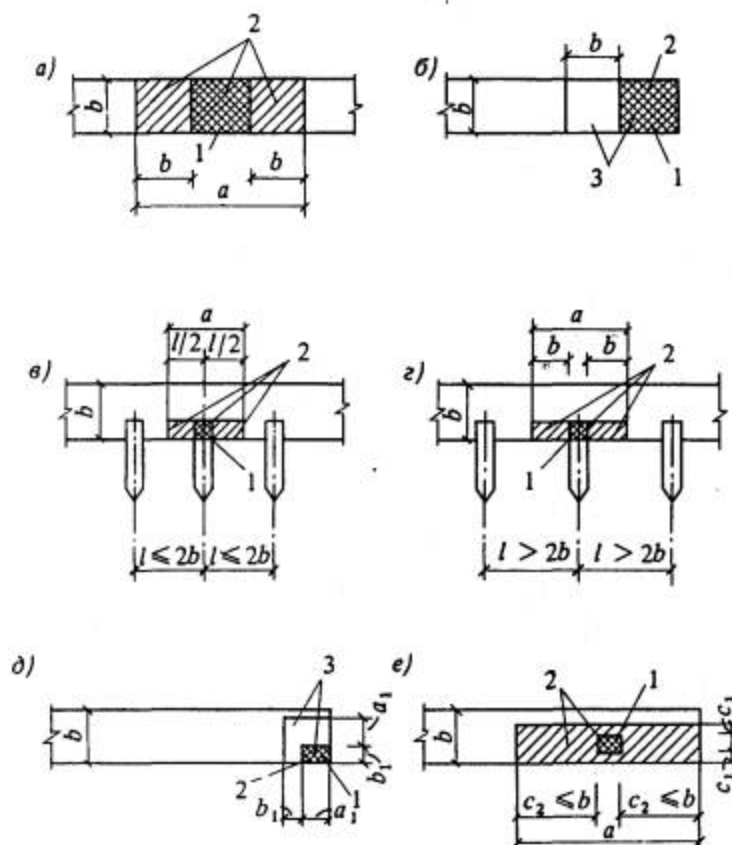 а)
2
b
1
b
b
a
б)
b
2
b
3
1
в)
a
l/2 l/2
2
b
1
l ≤ 2b l ≤ 2b
г)
a
b b
2
b
1
l > 2b l > 2b
д)
3
b
a₁
b₁
2
1
b₁
a₁
е)
2
1
b
c₁
c₁
c₂ ≤ b c₂ ≤ b
a